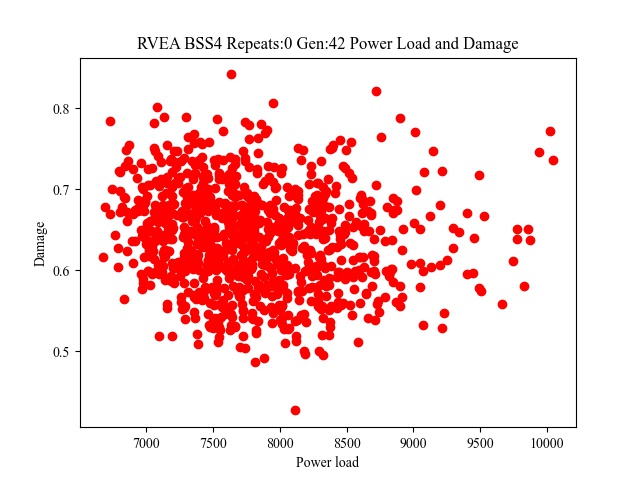 RVEA BSS4 Repeats:0 Gen:42 Power Load and Damage
Damage
0.8
0.7
0.6
0.5
7000 7500 8000 8500 9000 9500 10000
Power load